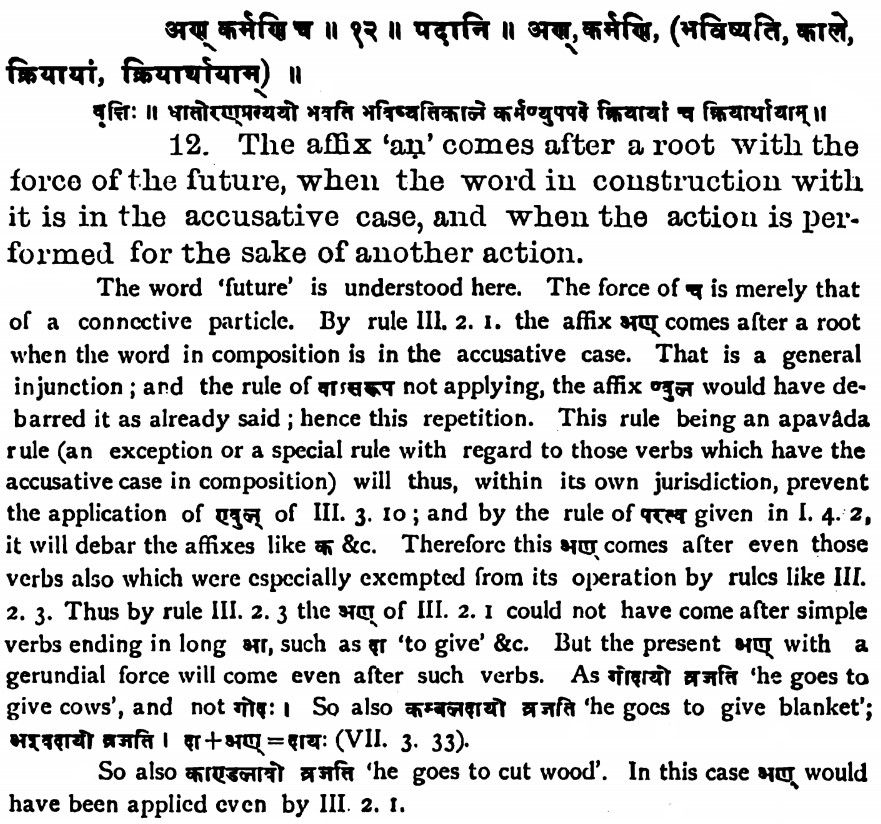 अण् कर्मणि च ॥ १२ ॥ पदानि ॥ अण्, कर्मणि, (भविष्यति, काले,
क्रियायां, क्रियार्थायाम्) ॥
वृत्तिः ॥ धातोरण्प्रत्ययो भवति भविष्यतिकाले कर्मण्युपपदे क्रियायां च क्रियार्थायाम् ॥
12. The affix 'aṇ' comes after a root with the
force of the future, when the word in construction with
it is in the accusative case, and when the action is per-
formed for the sake of another action.
The word 'future' is understood here. The force of च is merely that
of a connective particle. By rule III. 2. 1. the affix अण् comes after a root
when the word in composition is in the accusative case. That is a general
injunction; and the rule of वाऽसरूप not applying, the affix ण्वुल would have de-
barred it as already said; hence this repetition. This rule being an apavâda
rule (an exception or a special rule with regard to those verbs which have the
accusative case in composition) will thus, within its own jurisdiction, prevent
the application of ण्वुल् of III. 3. 10; and by the rule of परत्व given in I. 4. 2,
it will debar the affixes like क &c. Therefore this अण् comes after even those
verbs also which were especially exempted from its operation by rules like III.
2. 3. Thus by rule III. 2. 3 the अण् of III. 2. 1 could not have come after simple
verbs ending in long आ, such as दा 'to give' &c. But the present अण् with a
gerundial force will come even after such verbs. As गोदायो व्रजति 'he goes to
give cows', and not गोदः। So also कम्बलदायो व्रजति 'he goes to give blanket';
अश्वदायो व्रजति । दा+अण्=दायः (VII. 3. 33).
So also काण्डलावो व्रजति 'he goes to cut wood'. In this case अण् would
have been applied even by III. 2. 1.